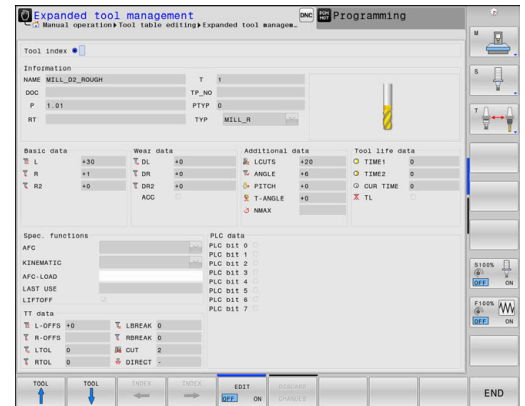 Expanded tool management
DNC
Programming
Manual operation Tool table editing Expanded tool managem…
Tool index
Information
NAME MILL_D2_ROUGH T 1
DOC TP_NO
P 1.01 PTYP 0
RT TYP MILL_R
Basic data Wear data Additional data Tool life data
L +30 DL +0 LCUTS +20 TIME1 0
R +1 DR +0 ANGLE +6 TIME2 0
R2 +0 DR2 +0 PITCH +0 CUR TIME 0
ACC T-ANGLE +0 TL
NMAX
Spec. functions PLC data
AFC PLC bit 0
PLC bit 1
KINEMATIC PLC bit 2
AFC-LOAD PLC bit 3
PLC bit 4
LAST USE PLC bit 5
LIFTOFF PLC bit 6
PLC bit 7
TT data
L-OFFS +0 LBREAK 0
R-OFFS RBREAK 0
LTOL 0 CUT 2
RTOL 0 DIRECT -
M
S
T
S100%
OFF ON
F100%
OFF ON
TOOL TOOL INDEX INDEX EDIT DISCARD END
OFF ON CHANGES